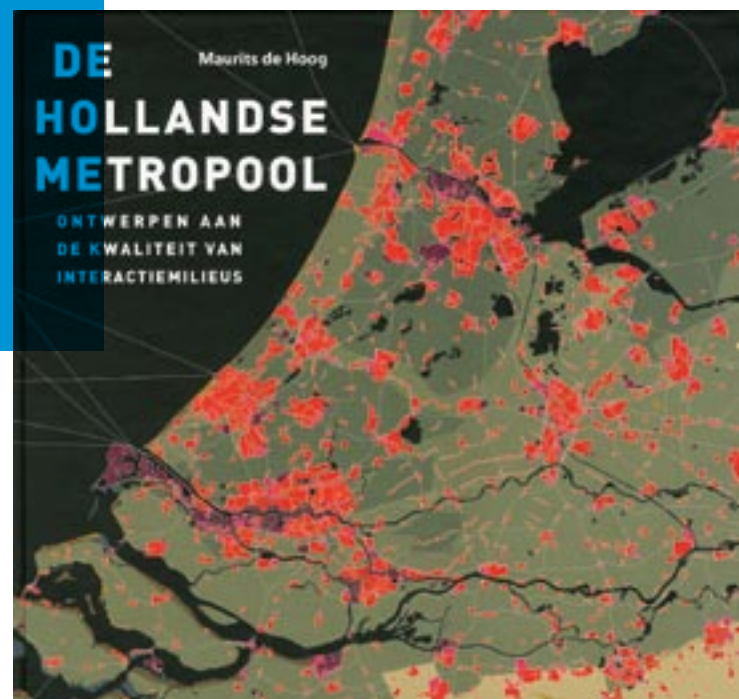 DE
Maurits de Hoog
HOLLANDSE
METROPOOL
ONTWERPEN AAN
DE KWALITEIT VAN
INTERACTIEMILIEUS